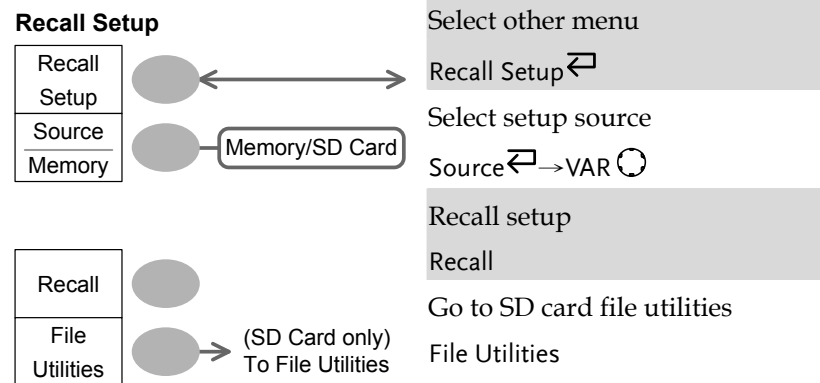 Recall Setup
Recall
Setup
Source
Memory
Memory/SD Card
Recall
File
Utilities
(SD Card only)
To File Utilities
Select other menu
Recall Setup
Select setup source
Source → VAR
Recall setup
Recall
Go to SD card file utilities
File Utilities